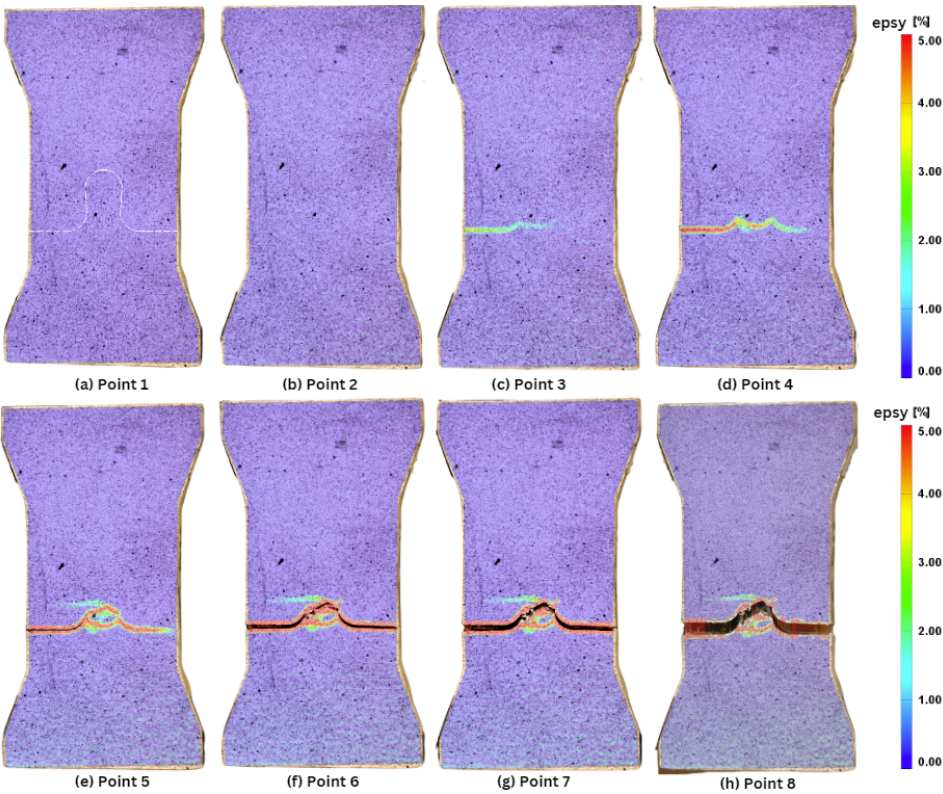 epsy [%]
5.00
4.00
3.00
2.00
1.00
0.00
(a) Point 1
(b) Point 2
(c) Point 3
(d) Point 4
epsy [%]
5.00
4.00
3.00
2.00
1.00
0.00
(e) Point 5
(f) Point 6
(g) Point 7
(h) Point 8